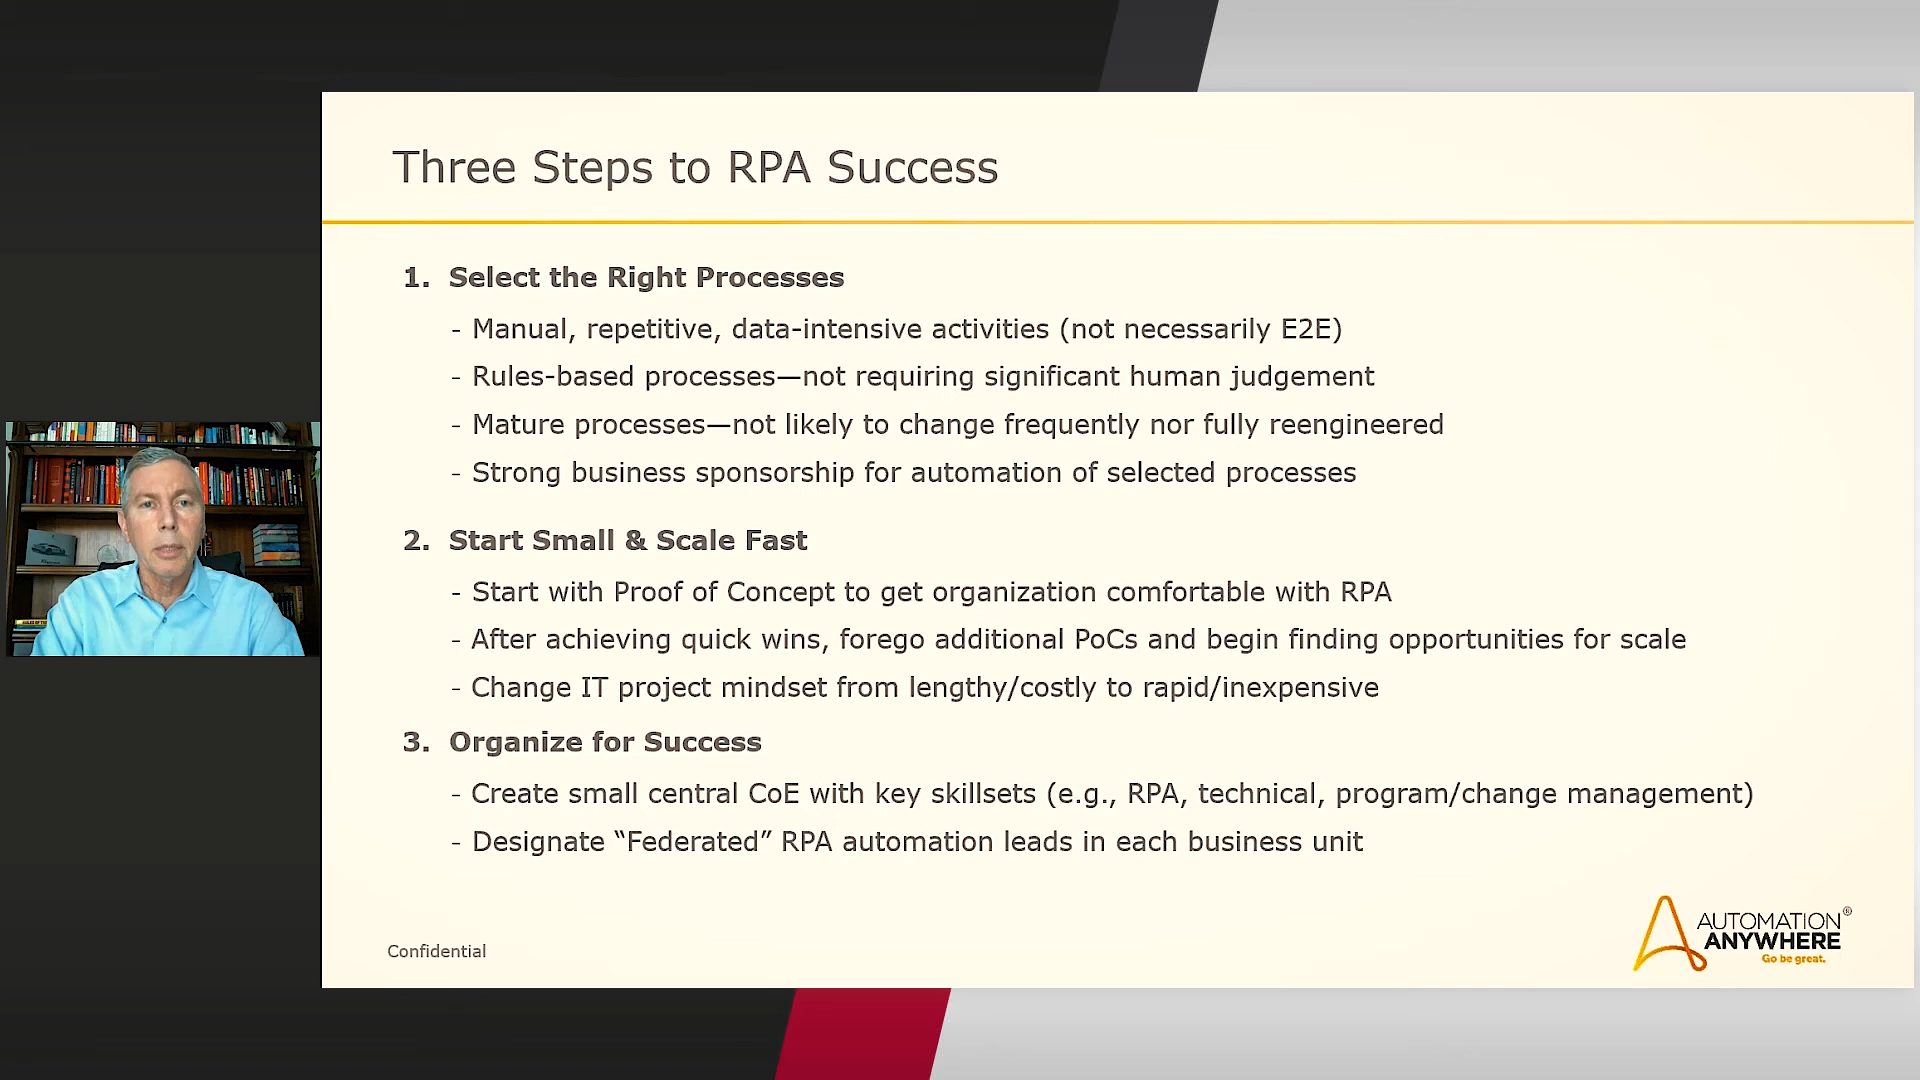 Three Steps to RPA Success
1. Select the Right Processes
- Manual, repetitive, data-intensive activities (not necessarily E2E)
- Rules-based processes—not requiring significant human judgement
- Mature processes—not likely to change frequently nor fully reengineered
- Strong business sponsorship for automation of selected processes
2. Start Small & Scale Fast
- Start with Proof of Concept to get organization comfortable with RPA
- After achieving quick wins, forego additional PoCs and begin finding opportunities for scale
- Change IT project mindset from lengthy/costly to rapid/inexpensive
3. Organize for Success
- Create small central CoE with key skillsets (e.g., RPA, technical, program/change management)
- Designate “Federated” RPA automation leads in each business unit
Confidential
AUTOMATION®
ANYWHERE
Go be great.